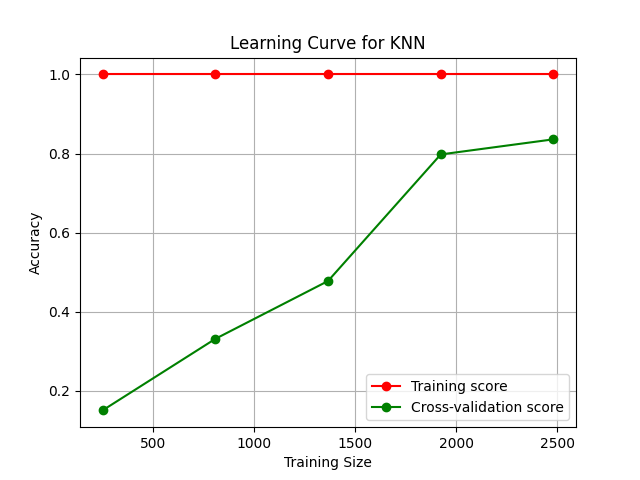 Learning Curve for KNN
1.0
0.8
0.6
0.4
0.2
Accuracy
Training score
Cross-validation score
500
1000
1500
2000
2500
Training Size